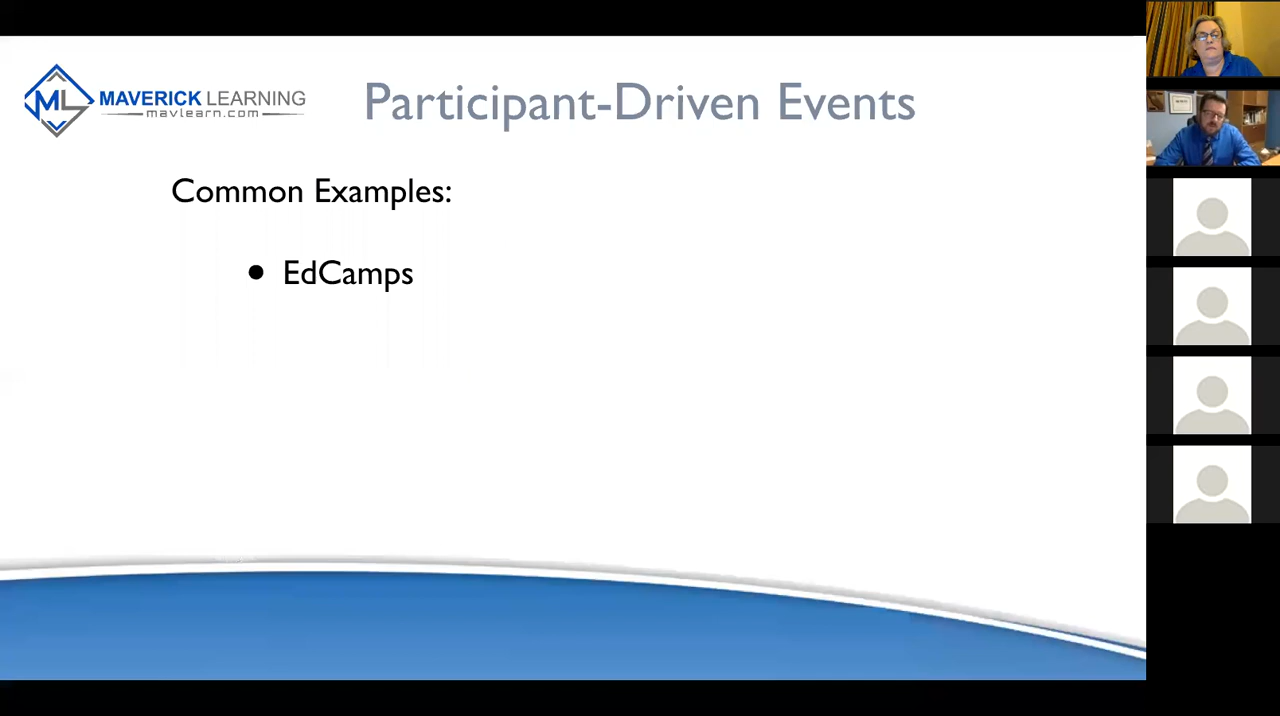 MAVERICK LEARNING
mavlearn.com
Participant-Driven Events
Common Examples:
● EdCamps